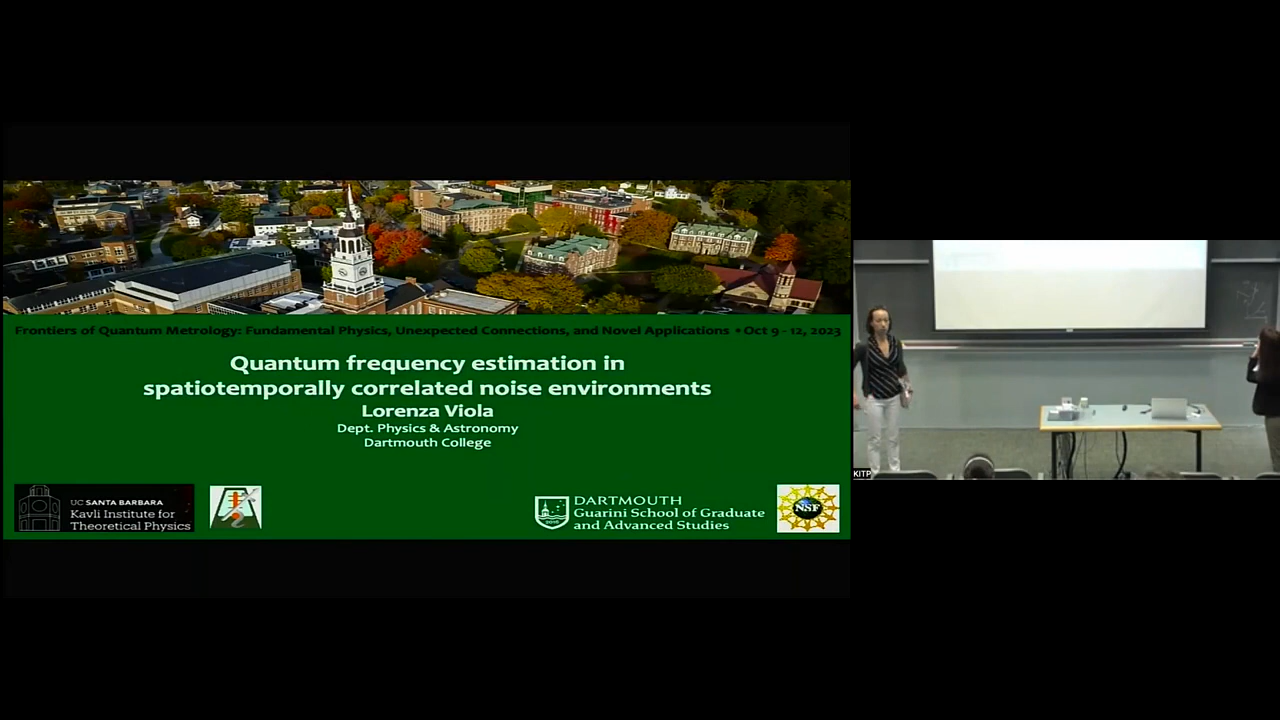 Frontiers of Quantum Metrology: Fundamental Physics, Unexpected Connections, and Novel Applications • Oct 9 - 12, 2023
Quantum frequency estimation in
spatiotemporally correlated noise environments
Lorenza Viola
Dept. Physics & Astronomy
Dartmouth College
UC SANTA BARBARA
Kavli Institute for
Theoretical Physics
DARTMOUTH
Guarini School of Graduate
and Advanced Studies
NSF
KITP